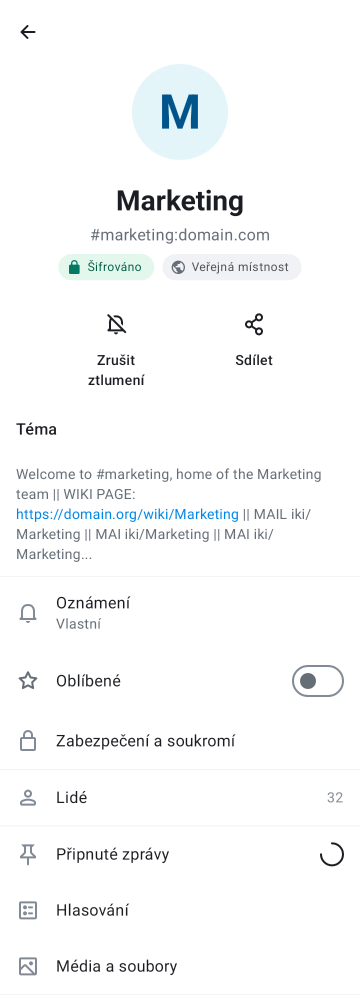 M
Marketing
#marketing:domain.com
Šifrováno
Veřejná místnost
Zrušit
ztlumení
Sdílet
Téma
Welcome to #marketing, home of the Marketing
team || WIKI PAGE:
https://domain.org/wiki/Marketing || MAIL iki/
Marketing || MAI iki/Marketing || MAI iki/
Marketing...
Oznámení
Vlastní
Oblíbené
Zabezpečení a soukromí
Lidé 32
Připnuté zprávy
Hlasování
Média a soubory